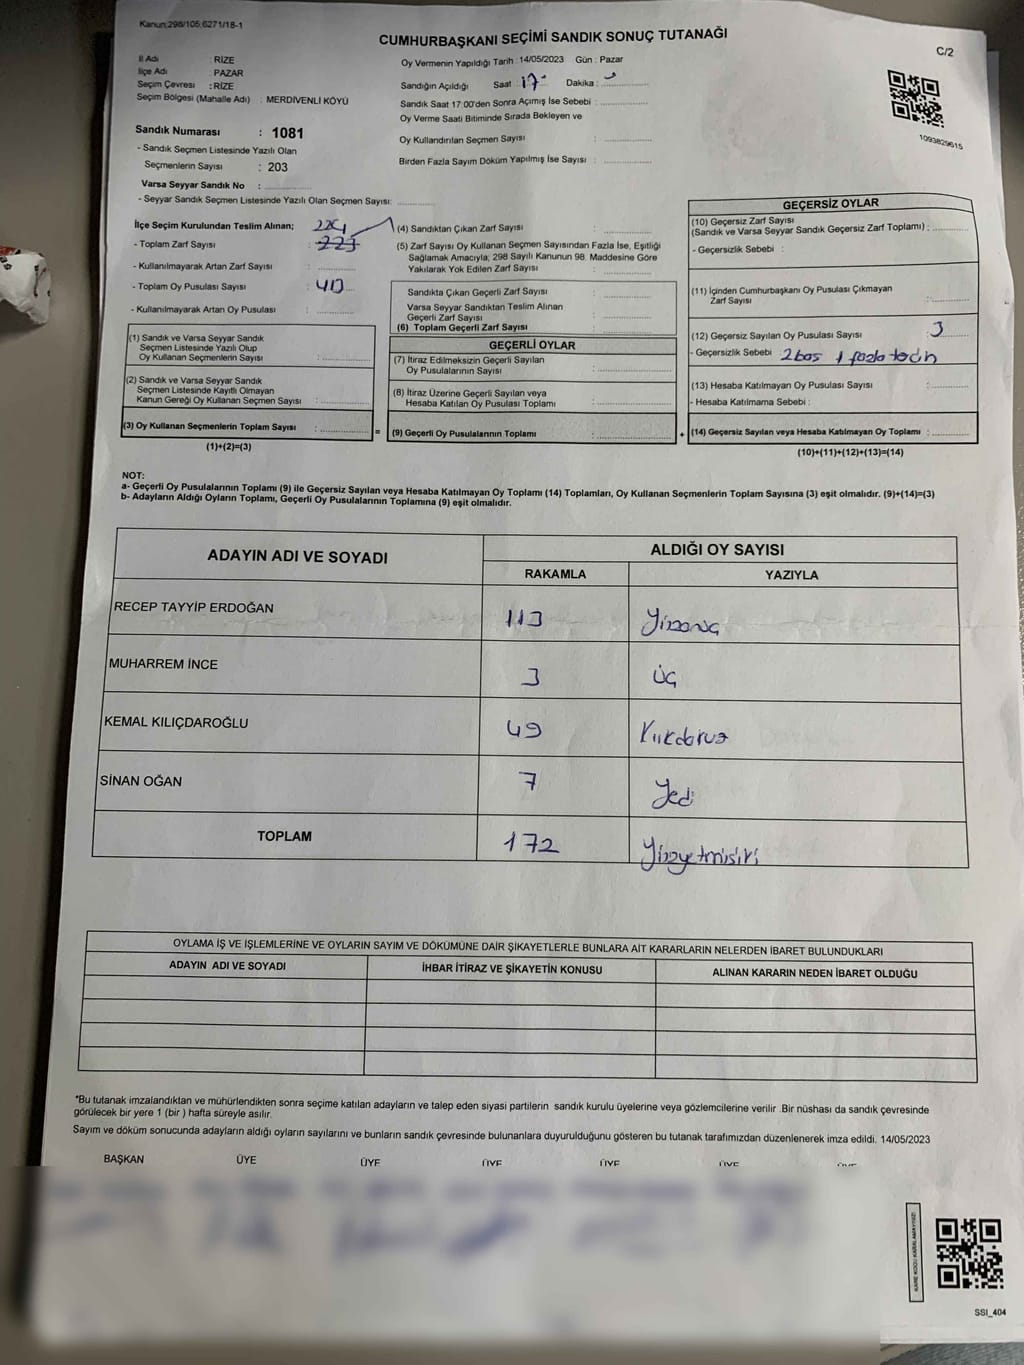 Kanun:298/105;6271/18-1
CUMHURBAŞKANI SEÇİMİ SANDIK SONUÇ TUTANAĞI
C/2
İl Adı : RİZE
İlçe Adı : PAZAR
Seçim Çevresi : RİZE
Seçim Bölgesi (Mahalle Adı) : MERDİVENLİ KÖYÜ
Sandık Numarası : 1081
- Sandık Seçmen Listesinde Yazılı Olan
Seçmenlerin Sayısı : 203
Varsa Seyyar Sandık No :
- Seyyar Sandık Seçmen Listesinde Yazılı Olan Seçmen Sayısı:
Oy Vermenin Yapıldığı Tarih :14/05/2023 Gün : Pazar
Sandığın Açıldığı Saat : 17 Dakika :
Sandık Saat 17:00'den Sonra Açımış İse Sebebi :
Oy Verme Saati Bitiminde Sırada Bekleyen ve
Oy Kullandırılan Seçmen Sayısı :
Birden Fazla Sayım Döküm Yapılmış İse Sayısı :
1093829615
İlçe Seçim Kurulundan Teslim Alınan;
- Toplam Zarf Sayısı : 223
- Kullanılmayarak Artan Zarf Sayısı :
- Toplam Oy Pusulası Sayısı :
- Kullanılmayarak Artan Oy Pusulası :
(1) Sandık ve Varsa Seyyar Sandık
Seçmen Listesinde Yazılı Olup
Oy Kullanan Seçmenlerin Sayısı :
(2) Sandık ve Varsa Seyyar Sandık
Seçmen Listesinde Kayıtlı Olmayan
Kanun Gereği Oy Kullanan Seçmen Sayısı :
(3) Oy Kullanan Seçmenlerin Toplam Sayısı : =
(1)+(2)=(3)
(4) Sandıktan Çıkan Zarf Sayısı :
(5) Zarf Sayısı Oy Kullanan Seçmen Sayısından Fazla İse, Eşitliği
Sağlamak Amacıyla; 298 Sayılı Kanunun 98. Maddesine Göre
Yakılarak Yok Edilen Zarf Sayısı :
Sandıkta Çıkan Geçerli Zarf Sayısı :
Varsa Seyyar Sandıktan Teslim Alınan
Geçerli Zarf Sayısı :
(6) Toplam Geçerli Zarf Sayısı :
GEÇERLİ OYLAR
(7) İtiraz Edilmeksizin Geçerli Sayılan
Oy Pusulalarının Sayısı :
(8) İtiraz Üzerine Geçerli Sayılan veya
Hesaba Katılan Oy Pusulası Toplamı :
(9) Geçerli Oy Pusulalarının Toplamı : +
GEÇERSİZ OYLAR
(10) Geçersiz Zarf Sayısı
(Sandık ve Varsa Seyyar Sandık Geçersiz Zarf Toplamı) :
- Geçersizlik Sebebi :
(11) İçinden Cumhurbaşkanı Oy Pusulası Çıkmayan
Zarf Sayısı :
(12) Geçersiz Sayılan Oy Pusulası Sayısı : 3
- Geçersizlik Sebebi : 2 boş 1 fazla tercih
(13) Hesaba Katılmayan Oy Pusulası Sayısı :
- Hesaba Katılmama Sebebi :
(14) Geçersiz Sayılan veya Hesaba Katılmayan Oy Toplamı :
(10)+(11)+(12)+(13)=(14)
NOT:
a- Geçerli Oy Pusulalarının Toplamı (9) ile Geçersiz Sayılan veya Hesaba Katılmayan Oy Toplamı (14) Toplamları, Oy Kullanan Seçmenlerin Toplam Sayısına (3) eşit olmalıdır. (9)+(14)=(3)
b- Adayların Aldığı Oyların Toplamı, Geçerli Oy Pusulalarının Toplamına (9) eşit olmalıdır.
ADAYIN ADI VE SOYADI
ALDIĞI OY SAYISI
RAKAMLA YAZIYLA
RECEP TAYYİP ERDOĞAN 113 Yüzonüç
MUHARREM İNCE 3 Üç
KEMAL KILIÇDAROĞLU 49 Kırkdokuz
SİNAN OĞAN 7 Yedi
TOPLAM 172 Yüzyetmişiki
OYLAMA İŞ VE İŞLEMLERİNE VE OYLARIN SAYIM VE DÖKÜMÜNE DAİR ŞİKAYETLERLE BUNLARA AİT KARARLARIN NELERDEN İBARET BULUNDUKLARI
ADAYIN ADI VE SOYADI İHBAR İTİRAZ VE ŞİKAYETİN KONUSU ALINAN KARARIN NEDEN İBARET OLDUĞU
*Bu tutanak imzalandıktan ve mühürlendikten sonra seçime katılan adayların ve talep eden siyasi partilerin sandık kurulu üyelerine veya gözlemcilerine verilir .Bir nüshası da sandık çevresinde
görülecek bir yere 1 (bir ) hafta süreyle asılır.
Sayım ve döküm sonucunda adayların aldığı oyların sayılarını ve bunların sandık çevresinde bulunanlara duyurulduğunu gösteren bu tutanak tarafımızdan düzenlenerek imza edildi. 14/05/2023
BAŞKAN ÜYE ÜYE ÜYE ÜYE ÜYE ÜYE
KARE KODU KARALAMAYINIZ!
SSI_404